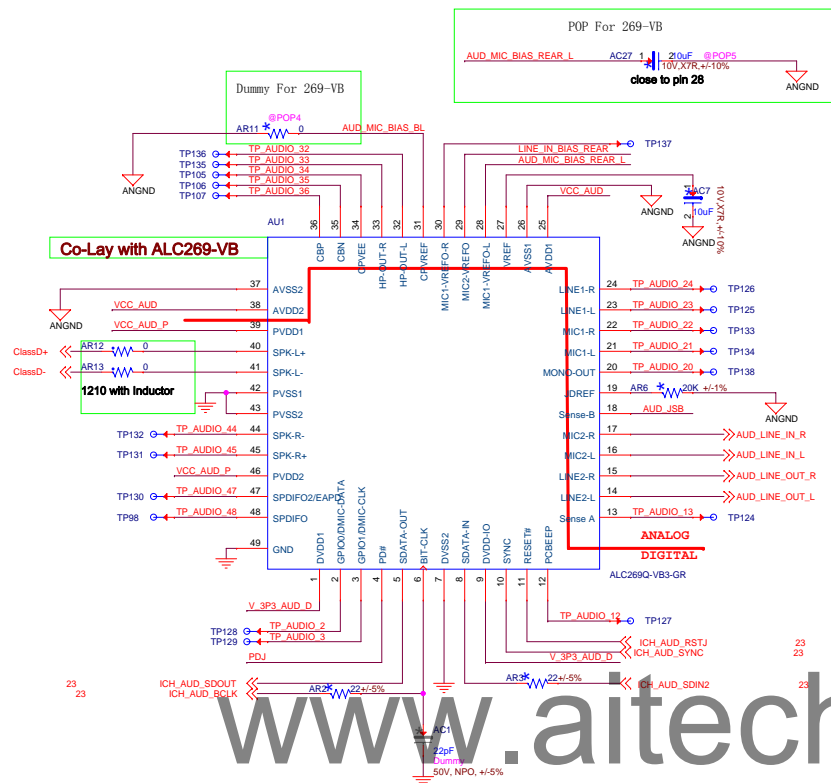 POP For 269-VB
AUD_MIC_BIAS_REAR_L
AC27
1
2
10uF
@POP5
10V,X7R,+/-10%
close to pin 28
ANGND
Dummy For 269-VB
@POP4
AR11
0
AUD_MIC_BIAS_BL
ANGND
TP136
TP_AUDIO_32
TP135
TP_AUDIO_33
TP105
TP_AUDIO_34
TP106
TP_AUDIO_35
TP107
TP_AUDIO_36
TP137
LINE_IN_BIAS_REAR
AUD_MIC_BIAS_REAR_L
VCC_AUD
ANGND
1
AC7
10uF
2
10V,X7R,+/-10%
ANGND
AU1
36
35
34
33
32
31
30
29
28
27
26
25
CBP
CBN
CPVEE
HP-OUT-R
HP-OUT-L
CPVREF
MIC1-VREFO-R
MIC2-VREFO
MIC1-VREFO-L
VREF
AVSS1
AVDD1
Co-Lay with ALC269-VB
ANGND
37
AVSS2
VCC_AUD
38
AVDD2
VCC_AUD_P
39
PVDD1
ClassD+
AR12
0
40
SPK-L+
ClassD-
AR13
0
41
SPK-L-
1210 with Inductor
42
PVSS1
43
PVSS2
TP132
TP_AUDIO_44
44
SPK-R-
TP131
TP_AUDIO_45
45
SPK-R+
VCC_AUD_P
46
PVDD2
TP130
TP_AUDIO_47
47
SPDIFO2/EAPD
TP98
TP_AUDIO_48
48
SPDIFO
49
GND
LINE1-R
24
TP_AUDIO_24
TP126
LINE1-L
23
TP_AUDIO_23
TP125
MIC1-R
22
TP_AUDIO_22
TP133
MIC1-L
21
TP_AUDIO_21
TP134
MONO-OUT
20
TP_AUDIO_20
TP138
JDREF
19
AR6
20K
+/-1%
ANGND
Sense-B
18
AUD_JSB
MIC2-R
17
AUD_LINE_IN_R
MIC2-L
16
AUD_LINE_IN_L
LINE2-R
15
AUD_LINE_OUT_R
LINE2-L
14
AUD_LINE_OUT_L
Sense A
13
TP_AUDIO_13
TP124
ANALOG
DIGITAL
ALC269Q-VB3-GR
DVDD1
GPIO0/DMIC-DATA
GPIO1/DMIC-CLK
PD#
SDATA-OUT
BIT-CLK
DVSS2
SDATA-IN
DVDD-IO
SYNC
RESET#
PCBEEP
1
2
3
4
5
6
7
8
9
10
11
12
V_3P3_AUD_D
TP128
TP_AUDIO_2
TP129
TP_AUDIO_3
PDJ
TP_AUDIO_12
TP127
ICH_AUD_RSTJ
23
ICH_AUD_SYNC
23
V_3P3_AUD_D
23
ICH_AUD_SDOUT
23
ICH_AUD_BCLK
AR2
22
+/-5%
AR3
22
+/-5%
ICH_AUD_SDIN2
23
AC1
22pF
Dummy
50V, NPO, +/-5%
www.aitech